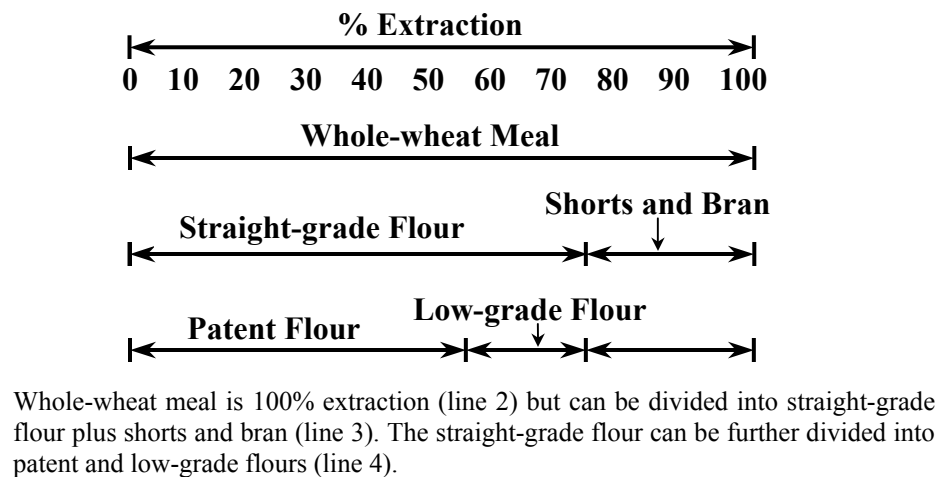 % Extraction
0 10 20 30 40 50 60 70 80 90 100
Whole-wheat Meal
Shorts and Bran
Straight-grade Flour
Low-grade Flour
Patent Flour
Whole-wheat meal is 100% extraction (line 2) but can be divided into straight-grade
flour plus shorts and bran (line 3). The straight-grade flour can be further divided into
patent and low-grade flours (line 4).